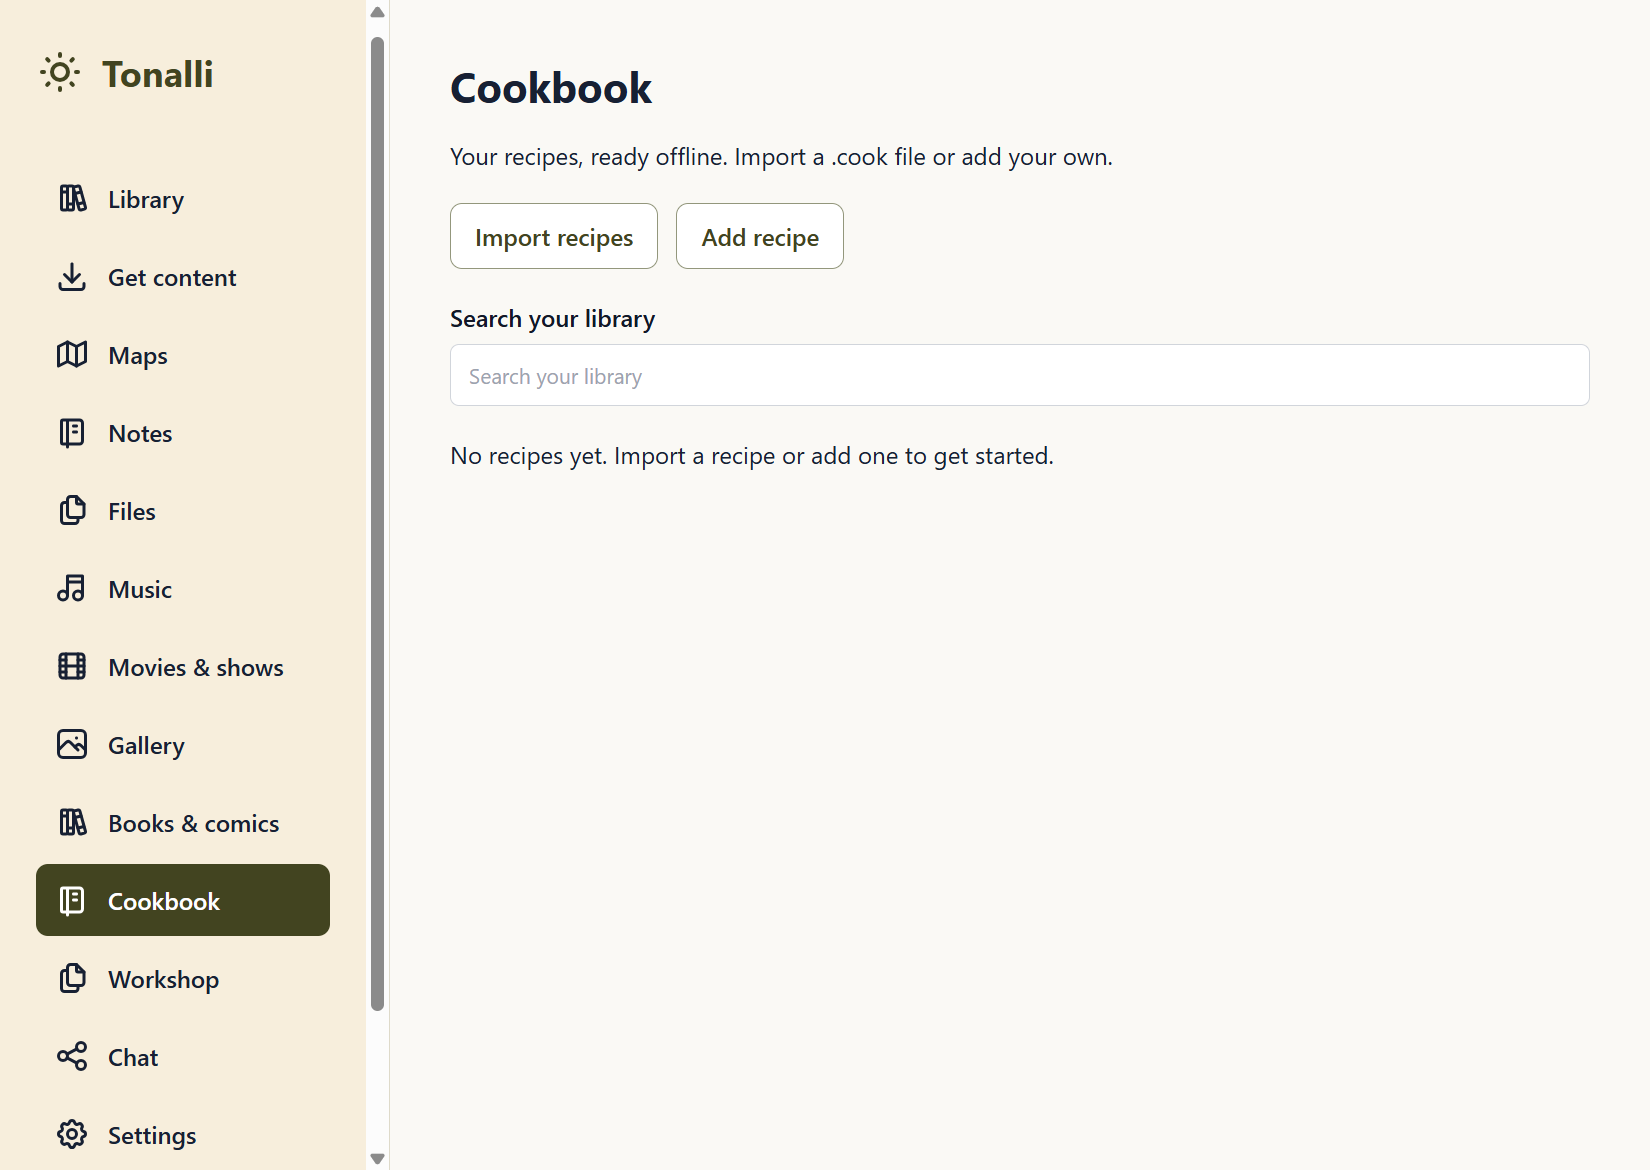 Tonalli
Library
Get content
Maps
Notes
Files
Music
Movies & shows
Gallery
Books & comics
Cookbook
Workshop
Chat
Settings
Cookbook
Your recipes, ready offline. Import a .cook file or add your own.
Import recipes
Add recipe
Search your library
Search your library
No recipes yet. Import a recipe or add one to get started.